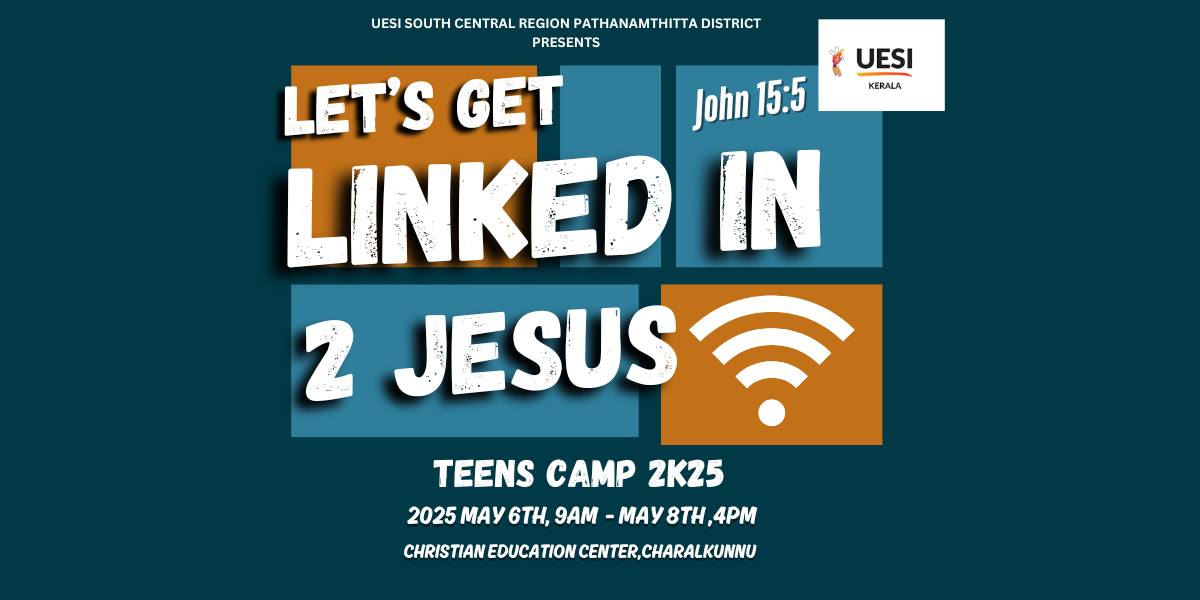 UESI SOUTH CENTRAL REGION PATHANAMTHITTA DISTRICT
PRESENTS
UESI
KERALA
LET'S GET
John 15:5
LINKED IN
2 JESUS
TEENS CAMP 2K25
2025 MAY 6TH, 9AM - MAY 8TH ,4PM
CHRISTIAN EDUCATION CENTER,CHARALKUNNU